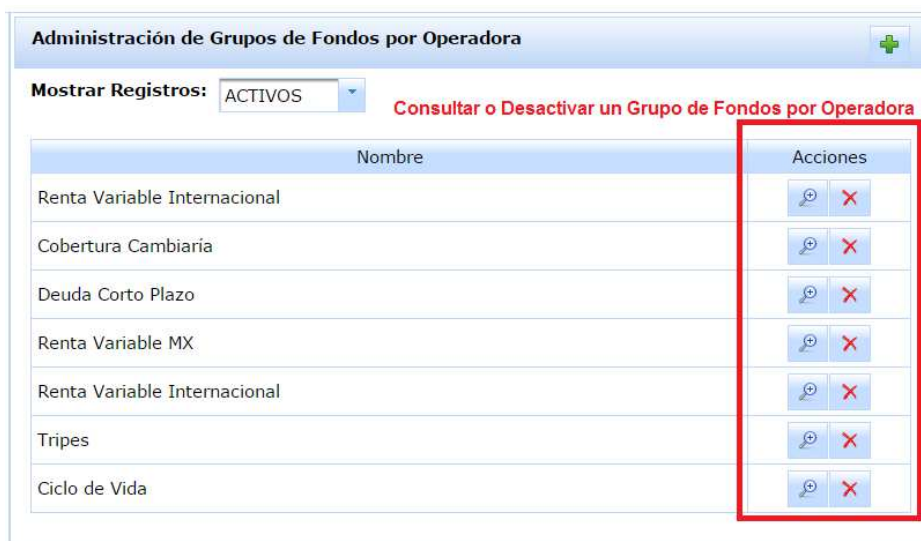 Administración de Grupos de Fondos por Operadora
Mostrar Registros: ACTIVOS
Consultar o Desactivar un Grupo de Fondos por Operadora
Nombre Acciones
Renta Variable Internacional
Cobertura Cambiaría
Deuda Corto Plazo
Renta Variable MX
Renta Variable Internacional
Tripes
Ciclo de Vida